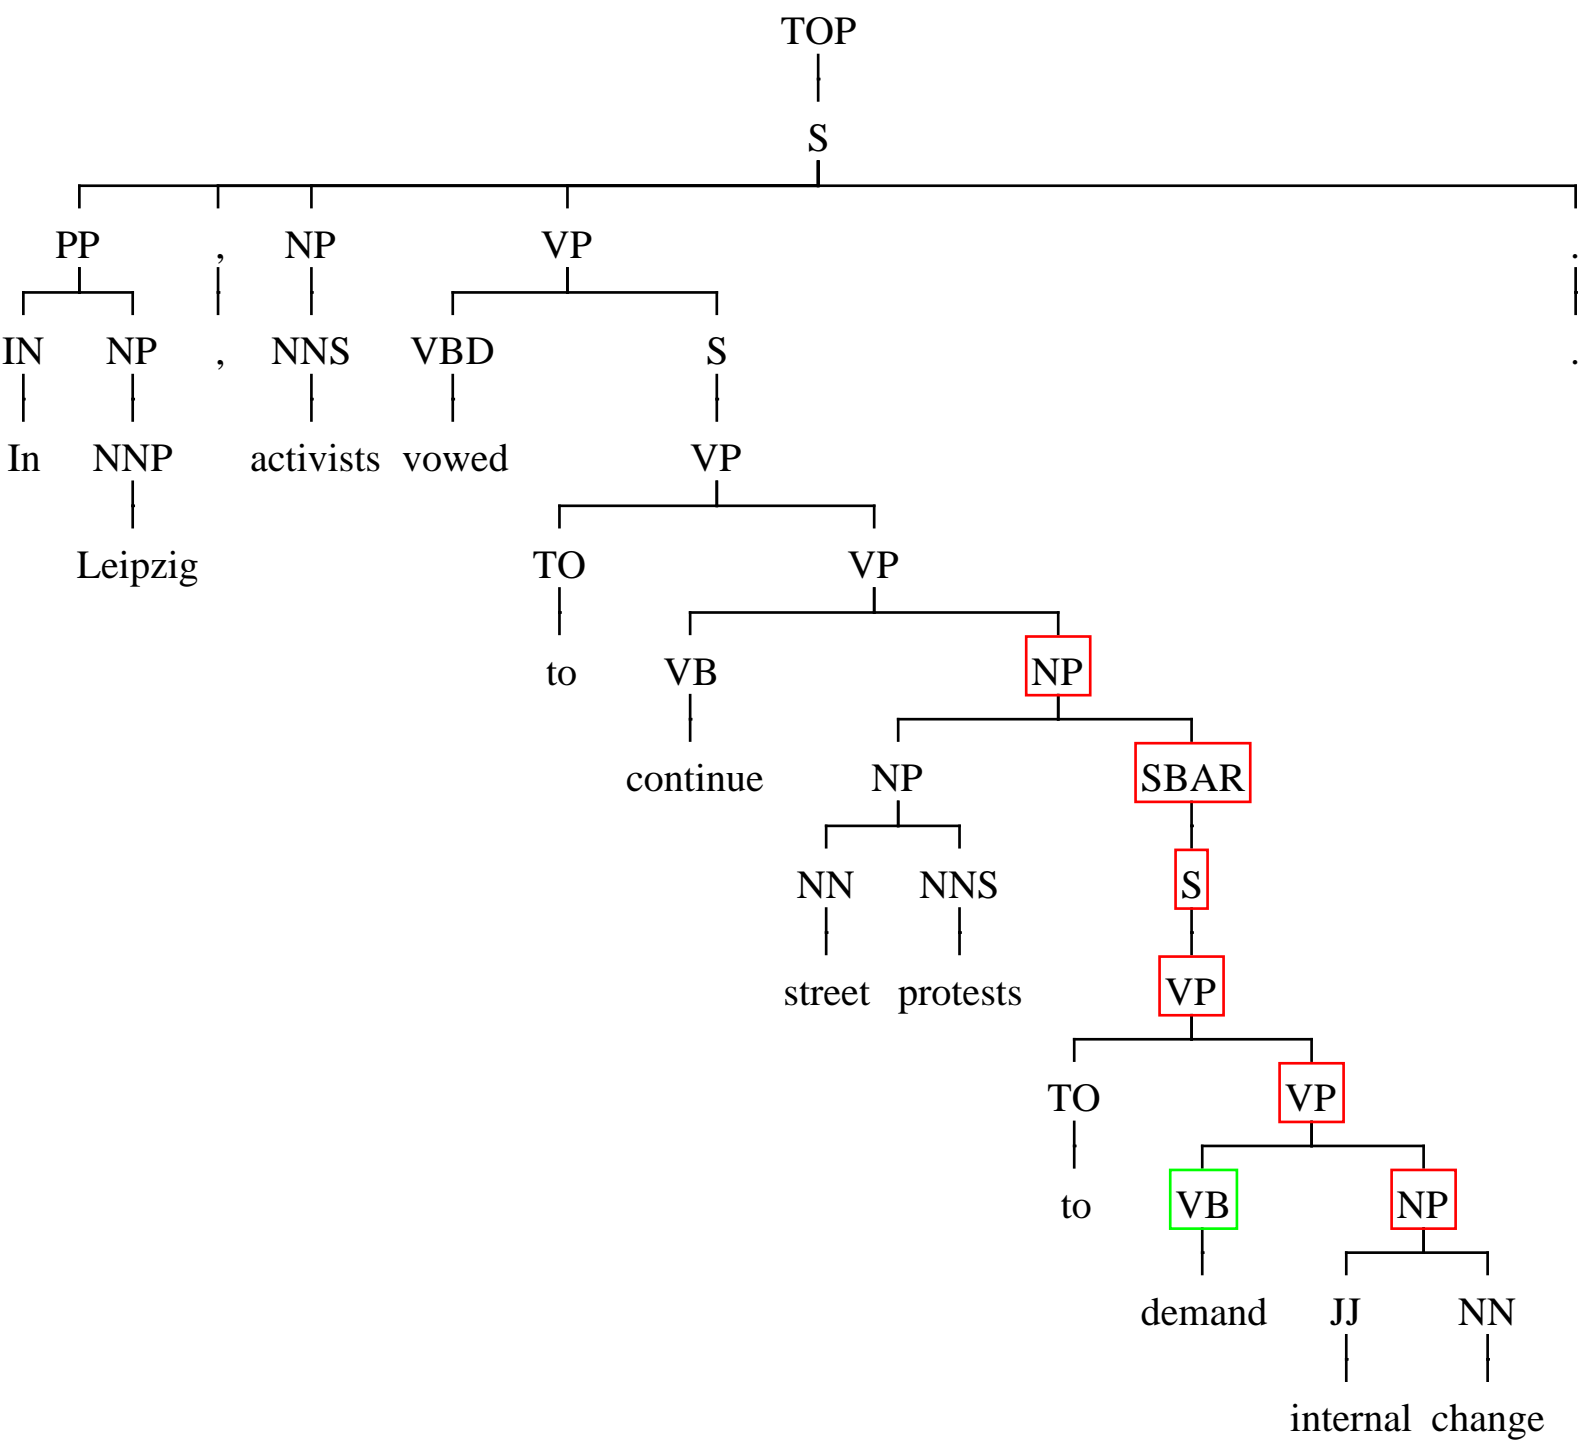 TOP
S
PP , NP VP .
IN NP , NNS VBD S .
In NNP activists vowed VP
Leipzig TO VP
to VB NP
continue NP SBAR
NN NNS S
street protests VP
TO VP
to VB NP
demand JJ NN
internal change